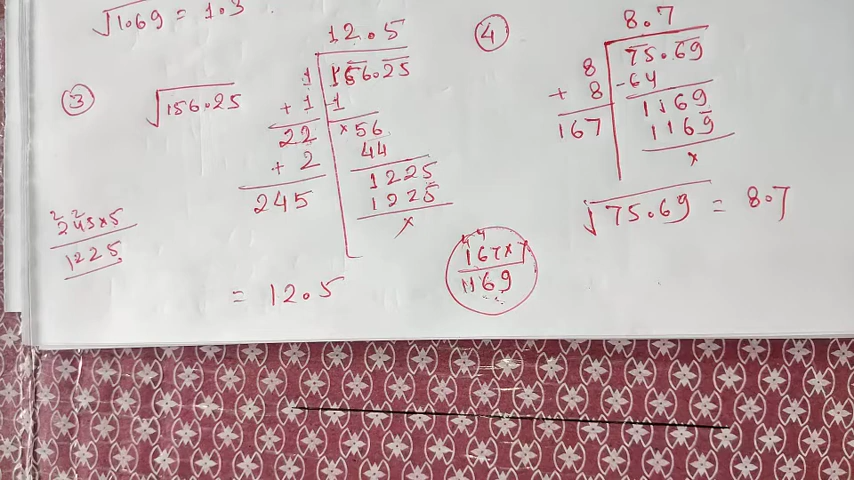 √1.69 = 1.3
③ √156.25
12.5
1 156.25
+ 1 -1
22 × 56
+ 2 44
245 1225
1225
×
245×5
1225
= 12.5
④ 8.7
8 75.69
+ 8 -64
167 1169
1169
×
√75.69 = 8.7
167×7
1169